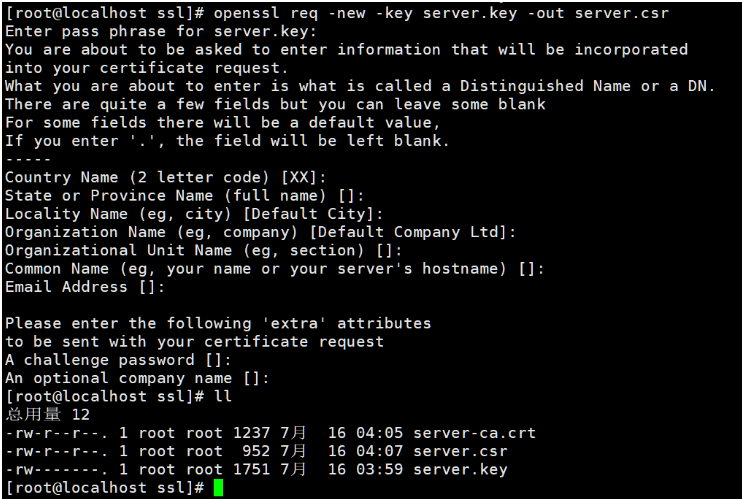 [root@localhost ssl]# openssl req -new -key server.key -out server.csr
Enter pass phrase for server.key:
You are about to be asked to enter information that will be incorporated
into your certificate request.
What you are about to enter is what is called a Distinguished Name or a DN.
There are quite a few fields but you can leave some blank
For some fields there will be a default value,
If you enter '.', the field will be left blank.
-----
Country Name (2 letter code) [XX]:
State or Province Name (full name) []:
Locality Name (eg, city) [Default City]:
Organization Name (eg, company) [Default Company Ltd]:
Organizational Unit Name (eg, section) []:
Common Name (eg, your name or your server's hostname) []:
Email Address []:

Please enter the following 'extra' attributes
to be sent with your certificate request
A challenge password []:
An optional company name []:
[root@localhost ssl]# ll
总用量 12
-rw-r--r--. 1 root root 1237 7月  16 04:05 server-ca.crt
-rw-r--r--. 1 root root  952 7月  16 04:07 server.csr
-rw-------. 1 root root 1751 7月  16 03:59 server.key
[root@localhost ssl]#